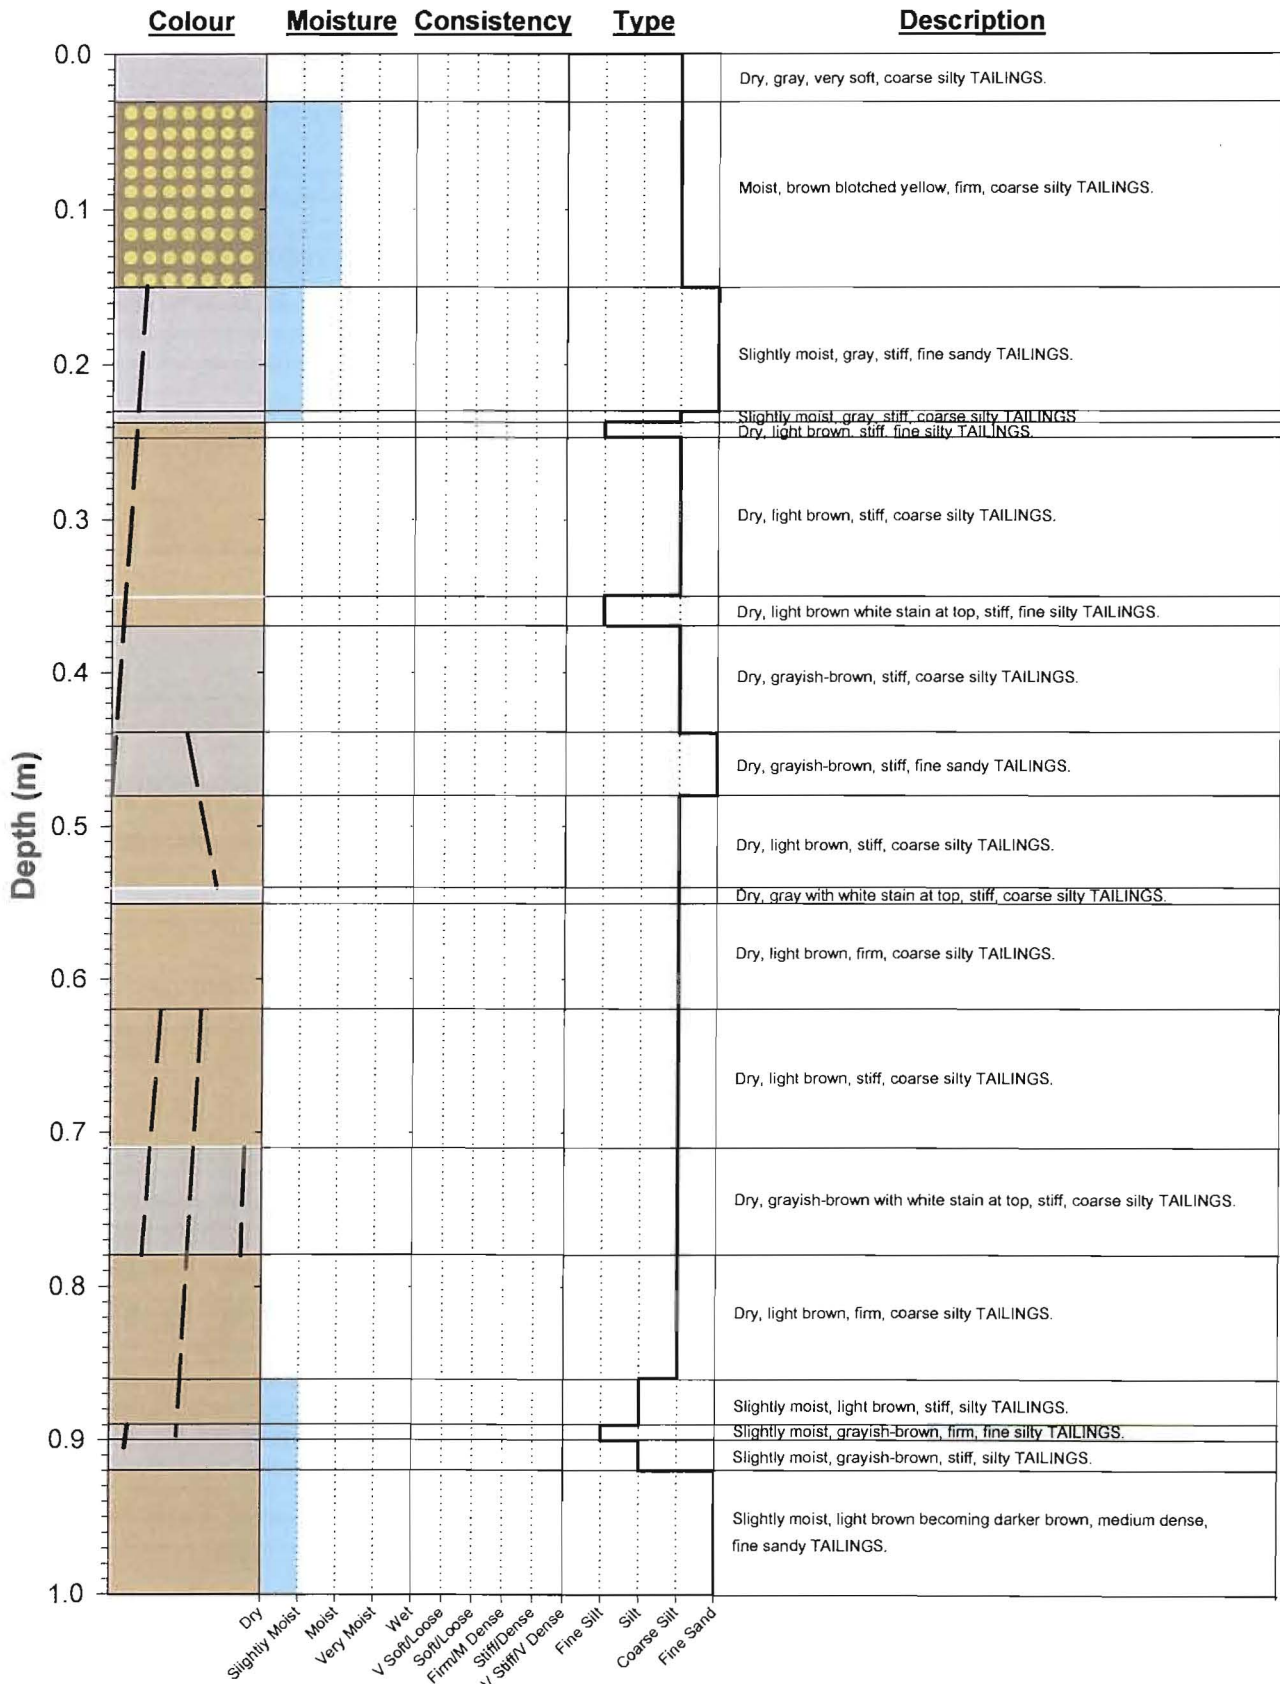 Colour Moisture Consistency Type Description
0.0
Dry, gray, very soft, coarse silty TAILINGS.
Moist, brown blotched yellow, firm, coarse silty TAILINGS.
0.1
Slightly moist, gray, stiff, fine sandy TAILINGS.
0.2
Slightly moist, gray, stiff, coarse silty TAILINGS
Dry, light brown, stiff, fine silty TAILINGS.
0.3
Dry, light brown, stiff, coarse silty TAILINGS.
Dry, light brown white stain at top, stiff, fine silty TAILINGS.
0.4
Dry, grayish-brown, stiff, coarse silty TAILINGS.
Dry, grayish-brown, stiff, fine sandy TAILINGS.
Depth (m)
0.5
Dry, light brown, stiff, coarse silty TAILINGS.
Dry, gray with white stain at top, stiff, coarse silty TAILINGS.
Dry, light brown, firm, coarse silty TAILINGS.
0.6
Dry, light brown, stiff, coarse silty TAILINGS.
0.7
Dry, grayish-brown with white stain at top, stiff, coarse silty TAILINGS.
0.8
Dry, light brown, firm, coarse silty TAILINGS.
Slightly moist, light brown, stiff, silty TAILINGS.
Slightly moist, grayish-brown, firm, fine silty TAILINGS.
0.9
Slightly moist, grayish-brown, stiff, silty TAILINGS.
Slightly moist, light brown becoming darker brown, medium dense,
fine sandy TAILINGS.
1.0
Dry
Slightly Moist
Moist
Very Moist
Wet
V Soft/Loose
Soft/Loose
Firm/M Dense
Stiff/Dense
V Stiff/V Dense
Fine Silt
Silt
Coarse Silt
Fine Sand